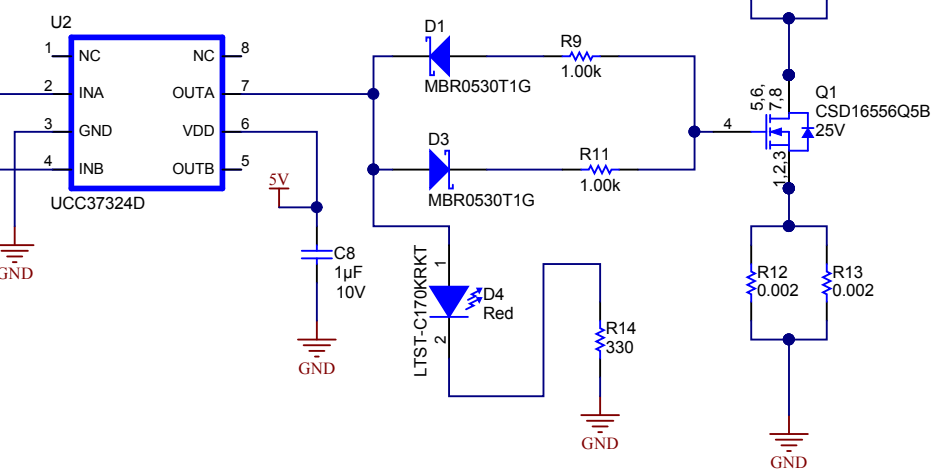 U2
1
NC
NC
8
2
INA
OUTA
7
3
GND
VDD
6
4
INB
OUTB
5
UCC37324D
GND
5V
C8
1µF
10V
GND
D1
MBR0530T1G
R9
1.00k
D3
MBR0530T1G
R11
1.00k
LTST-C170KRKT
1
2
D4
Red
R14
330
GND
4
5,6,
7,8
1,2,3
Q1
CSD16556Q5B
25V
R12
0.002
R13
0.002
GND